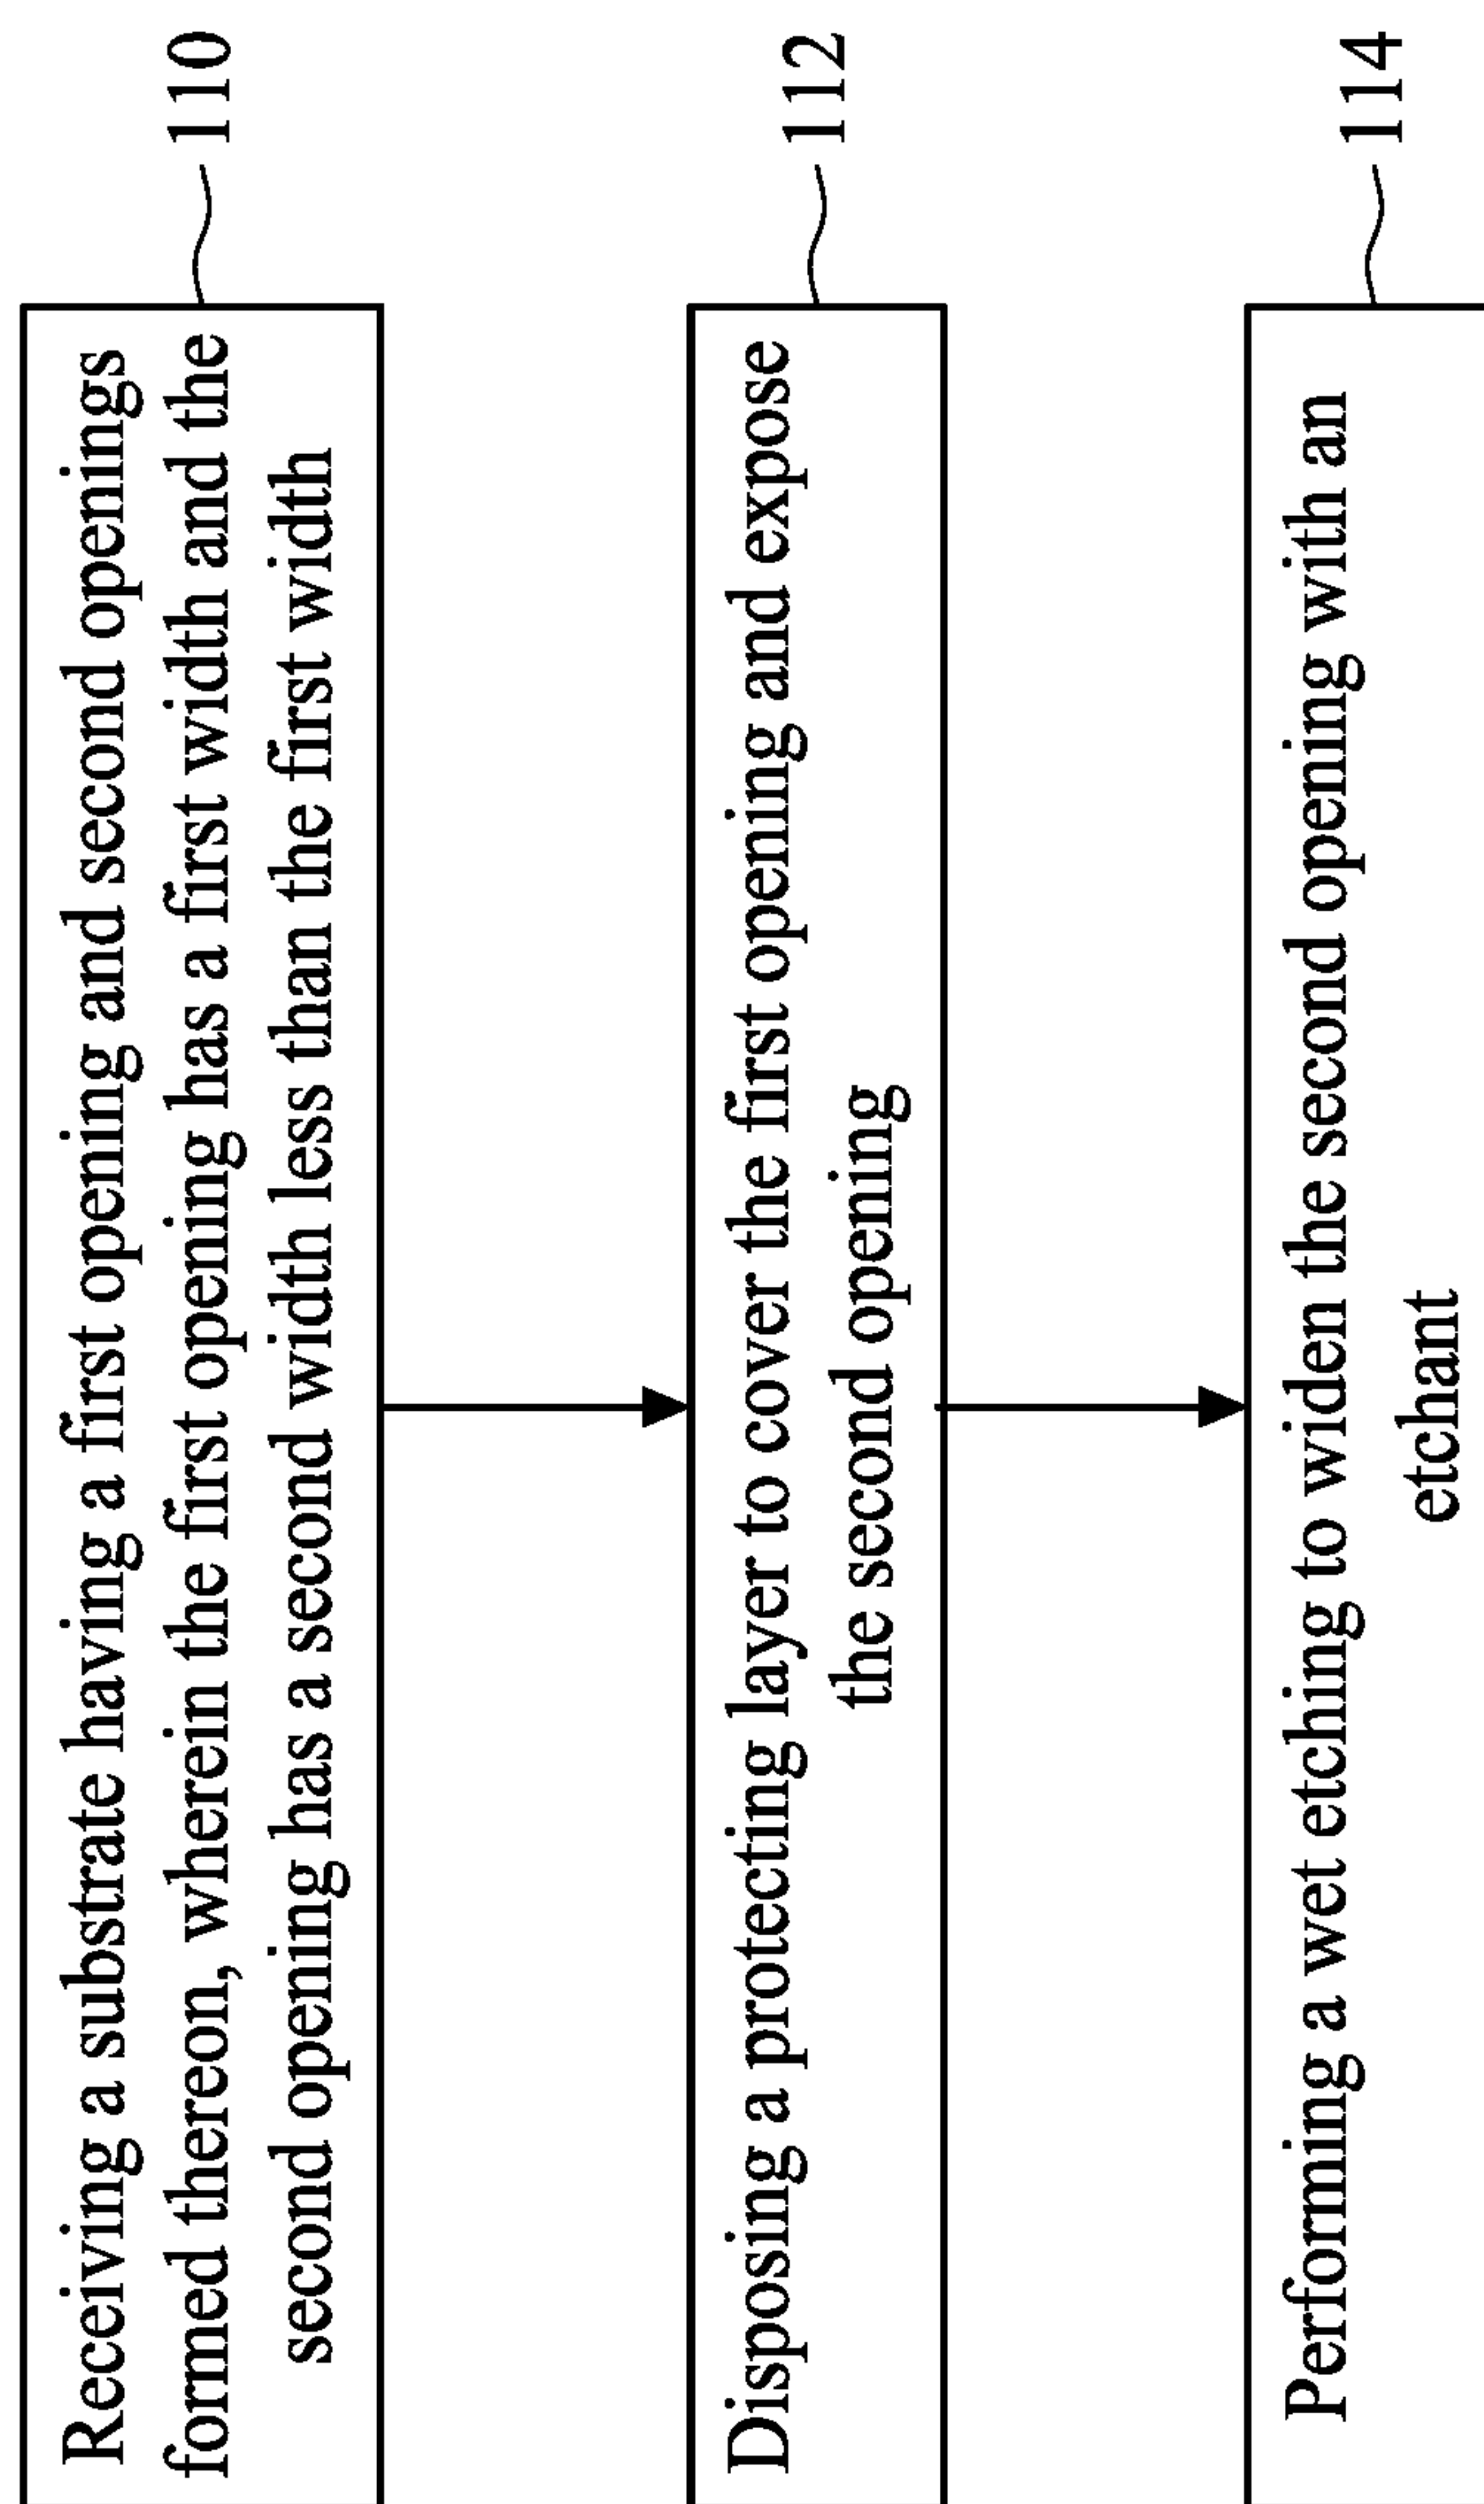 Receiving a substrate having a first opening and second openings
formed thereon, wherein the first opening has a first width and the
second opening has a second width less than the first width
110
Disposing a protecting layer to cover the first opening and expose
the second opening
112
Performing a wet etching to widen the second opening with an
etchant
114